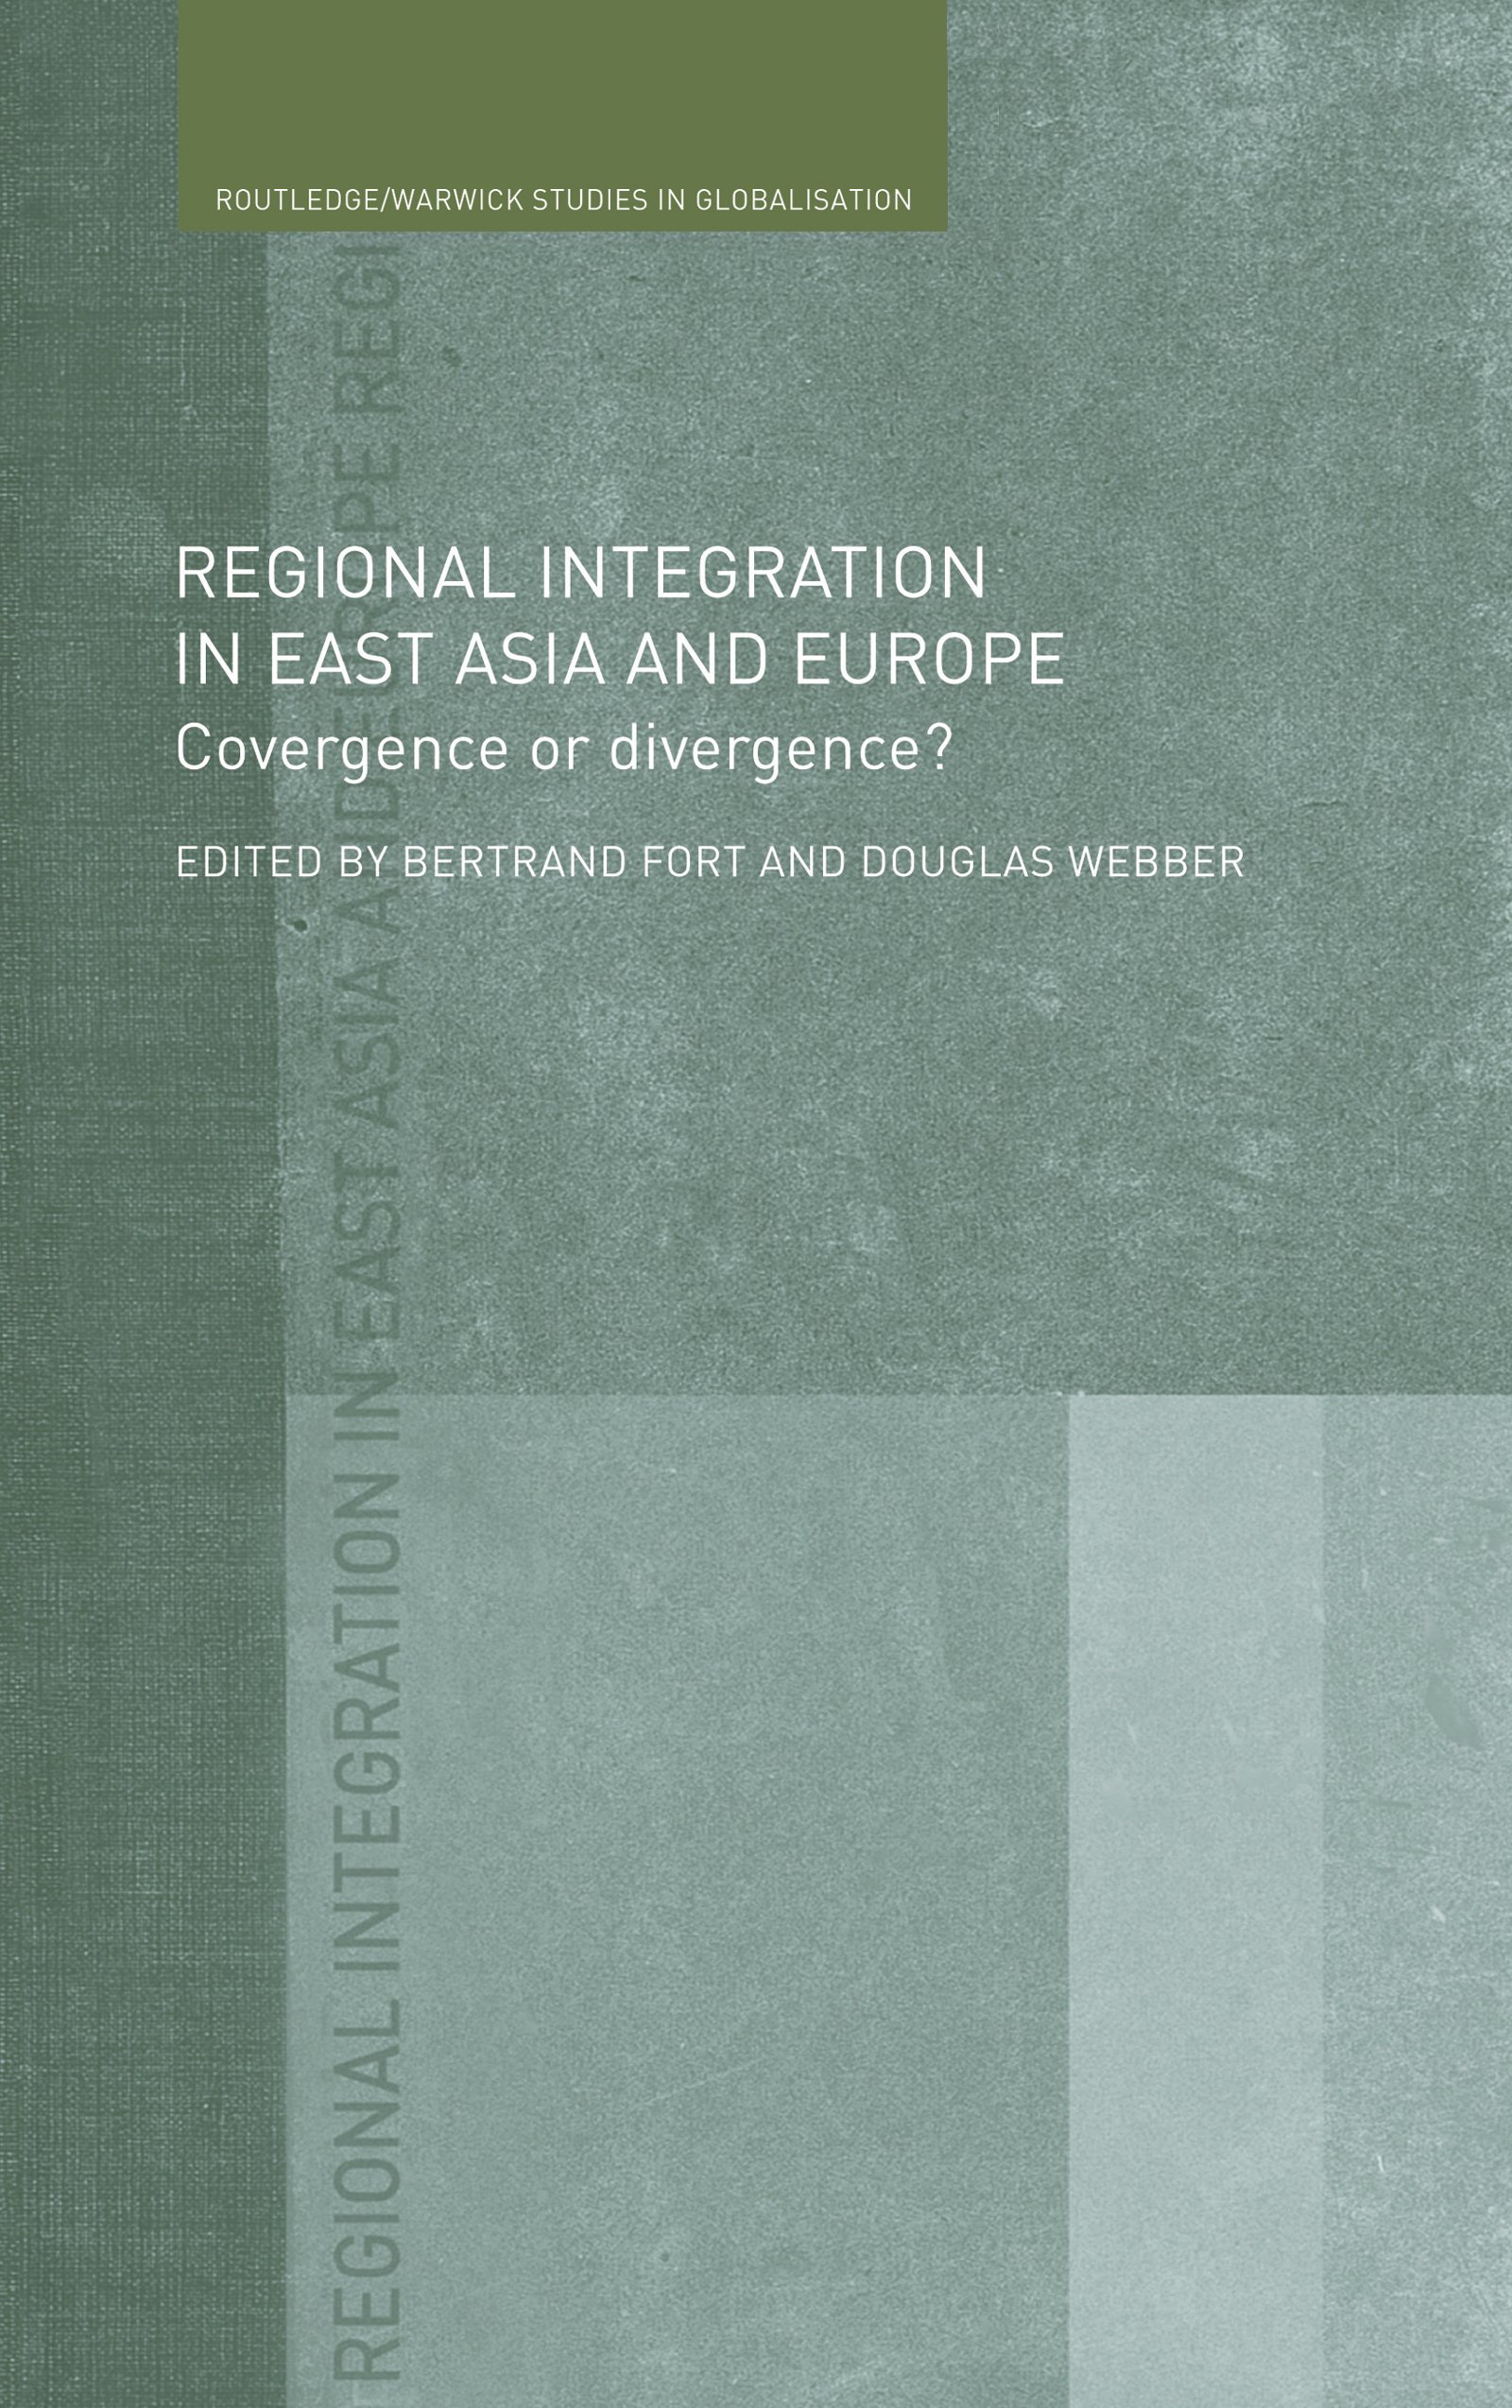 ROUTLEDGE/WARWICK STUDIES IN GLOBALISATION
REGIONAL INTEGRATION
IN EAST ASIA AND EUROPE
Covergence or divergence?
EDITED BY BERTRAND FORT AND DOUGLAS WEBBER
REGIONAL INTEGRATION IN EAST ASIA AND EUROPE REGI